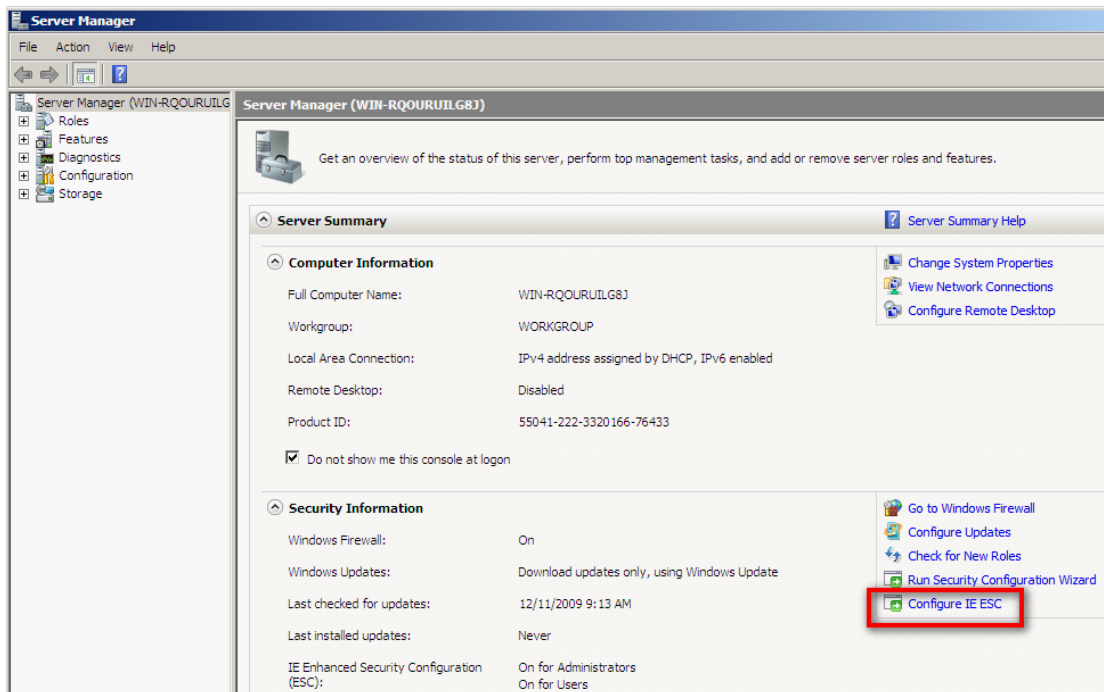 Server Manager
File Action View Help
Server Manager (WIN-RQOURUILG
Roles
Features
Diagnostics
Configuration
Storage
Server Manager (WIN-RQOURUILG8J)
Get an overview of the status of this server, perform top management tasks, and add or remove server roles and features.
Server Summary
Server Summary Help
Computer Information
Change System Properties
View Network Connections
Configure Remote Desktop
Full Computer Name: WIN-RQOURUILG8J
Workgroup: WORKGROUP
Local Area Connection: IPv4 address assigned by DHCP, IPv6 enabled
Remote Desktop: Disabled
Product ID: 55041-222-3320166-76433
Do not show me this console at logon
Security Information
Go to Windows Firewall
Configure Updates
Check for New Roles
Run Security Configuration Wizard
Configure IE ESC
Windows Firewall: On
Windows Updates: Download updates only, using Windows Update
Last checked for updates: 12/11/2009 9:13 AM
Last installed updates: Never
IE Enhanced Security Configuration On for Administrators
(ESC): On for Users